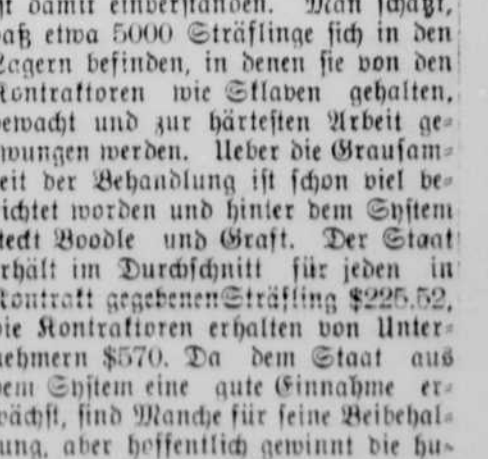 ist damit einverstanden. Man schätzt,
daß etwa 5000 Sträflinge sich in den
Lagern befinden, in denen sie von den
Kontraktoren wie Sklaven gehalten,
bewacht und zur härtesten Arbeit ge-
zwungen werden. Ueber die Grausam-
keit der Behandlung ist schon viel be-
richtet worden und hinter dem System
steckt Boodle und Graft. Der Staat
erhält im Durchschnitt für jeden in
Kontrakt gegebenen Sträfling $225.52,
die Kontraktoren erhalten von Unter-
nehmern $570. Da dem Staat aus
dem System eine gute Einnahme er-
wächst, sind Manche für seine Beibehal-
tung, aber hoffentlich gewinnt die hu-